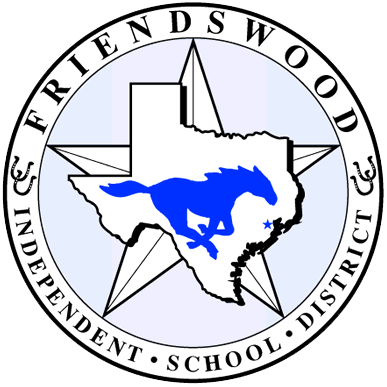 FRIENDSWOOD
INDEPENDENT • SCHOOL • DISTRICT